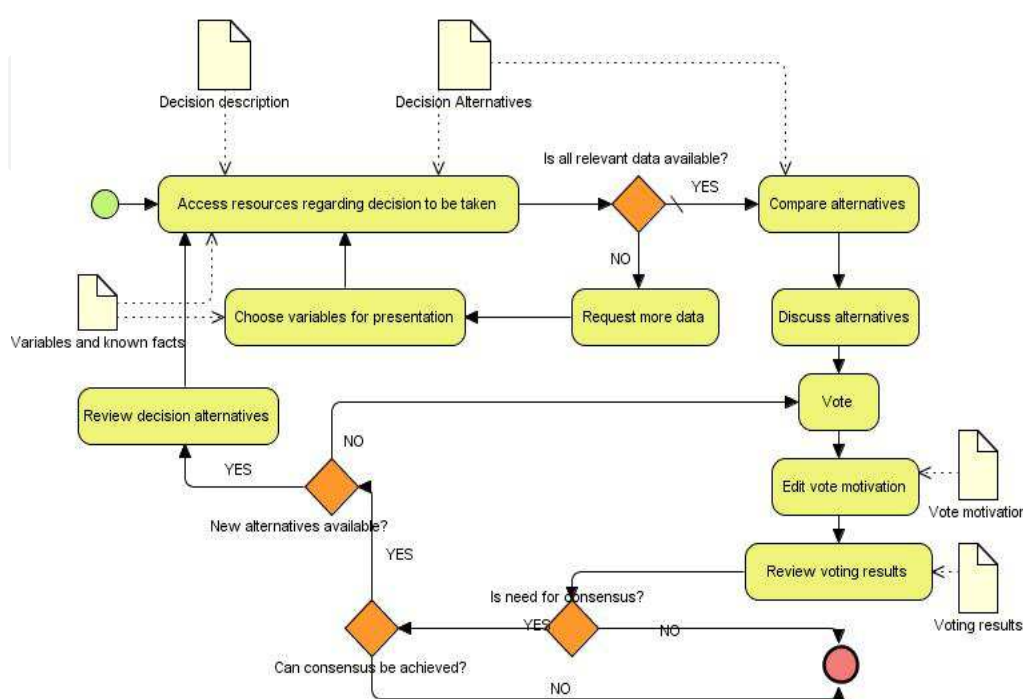 Decision description
Decision Alternatives
Is all relevant data available?
YES
Access resources regarding decision to be taken
Compare alternatives
NO
Choose variables for presentation
Request more data
Discuss alternatives
Variables and known facts
Review decision alternatives
Vote
NO
YES
Edit vote motivation
New alternatives available?
Vote motivation
YES
Review voting results
Is need for consensus?
YES
NO
Voting results
Can consensus be achieved?
NO